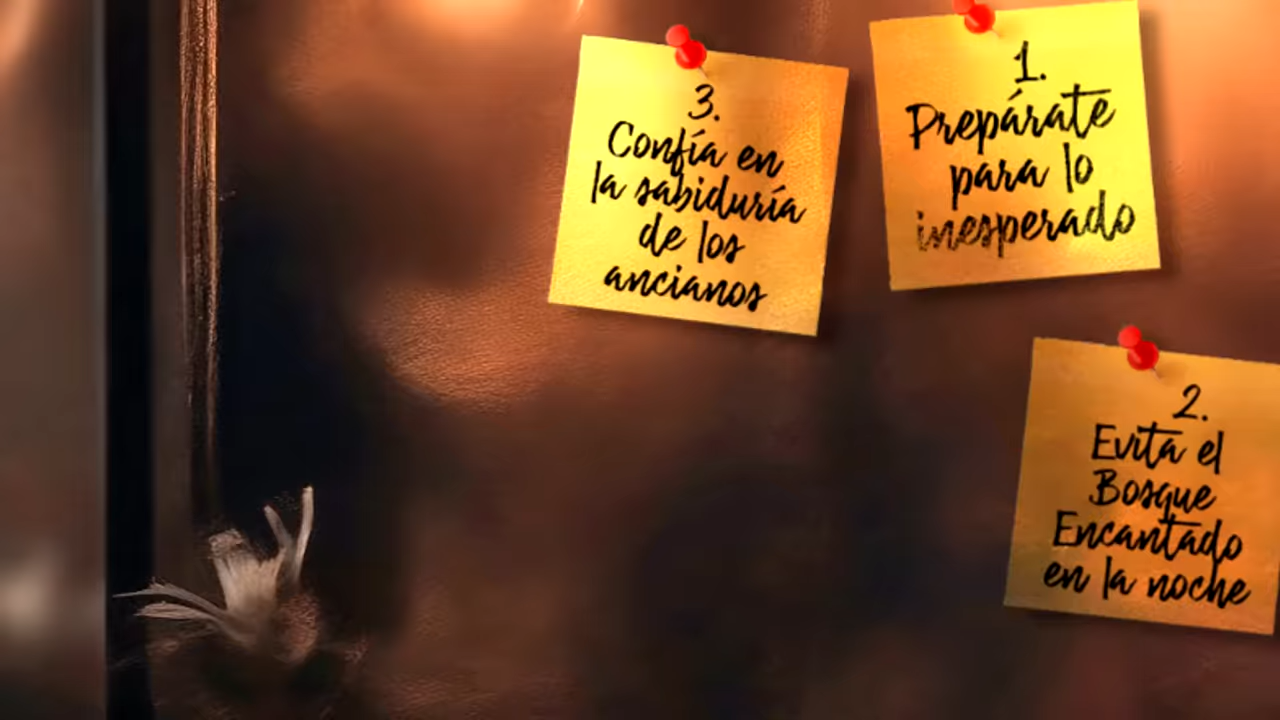 3.
Confía en
la sabiduría
de los
ancianos
1.
Prepárate
para lo
inesperado
2.
Evita el
Bosque
Encantado
en la noche